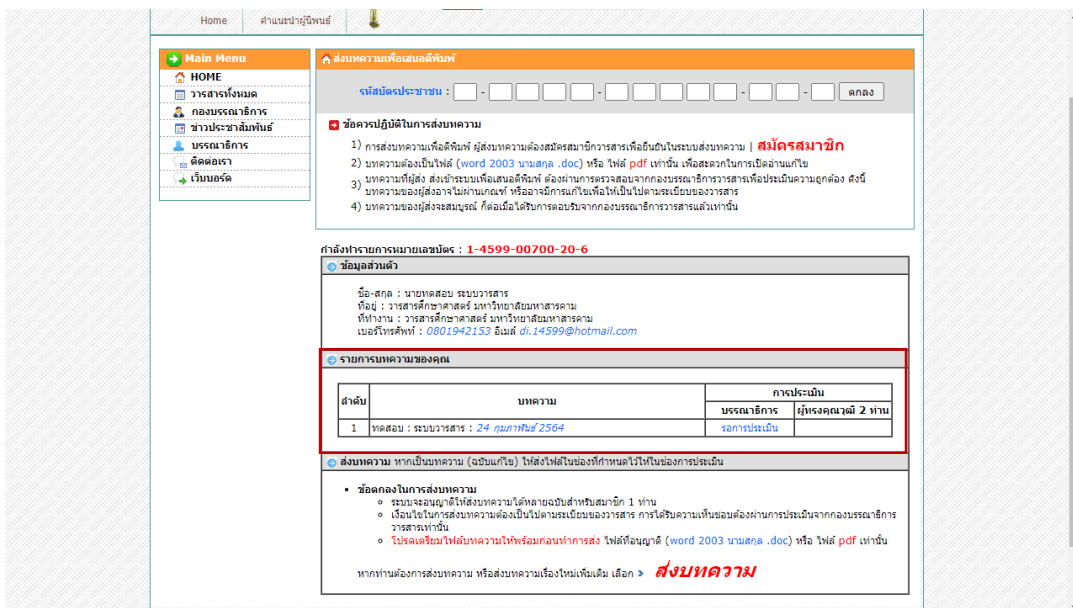 Home
คำแนะนำผู้นิพนธ์
Main Menu
HOME
วารสารทั้งหมด
กองบรรณาธิการ
ข่าวประชาสัมพันธ์
บรรณาธิการ
ติดต่อเรา
เว็บบอร์ด
ส่งบทความเพื่อเสนอตีพิมพ์
รหัสบัตรประชาชน : - - - - ตกลง
ข้อควรปฏิบัติในการส่งบทความ
1) การส่งบทความเพื่อตีพิมพ์ ผู้ส่งบทความต้องสมัครสมาชิกวารสารเพื่อยืนยันในระบบส่งบทความ | สมัครสมาชิก
2) บทความต้องเป็นไฟล์ (word 2003 นามสกุล .doc) หรือ ไฟล์ pdf เท่านั้น เพื่อสะดวกในการเปิดอ่านแก้ไข
3) บทความที่ผู้ส่ง ส่งเข้าระบบเพื่อเสนอตีพิมพ์ ต้องผ่านการตรวจสอบจากกองบรรณาธิการวารสารเพื่อประเมินความถูกต้อง ดังนี้
บทความของผู้ส่งอาจไม่ผ่านเกณฑ์ หรืออาจมีการแก้ไขเพื่อให้เป็นไปตามระเบียบของวารสาร
4) บทความของผู้ส่งจะสมบูรณ์ ก็ต่อเมื่อได้รับการตอบรับจากกองบรรณาธิการวารสารแล้วเท่านั้น
กำลังทำรายการหมายเลขบัตร : 1-4599-00700-20-6
ข้อมูลส่วนตัว
ชื่อ-สกุล : นายทดสอบ ระบบวารสาร
ที่อยู่ : วารสารศึกษาศาสตร์ มหาวิทยาลัยมหาสารคาม
ที่ทำงาน : วารสารศึกษาศาสตร์ มหาวิทยาลัยมหาสารคาม
เบอร์โทรศัพท์ : 0801942153 อีเมล์ di.14599@hotmail.com
รายการบทความของคุณ
ลำดับ บทความ การประเมิน
บรรณาธิการ ผู้ทรงคุณวุฒิ 2 ท่าน
1 ทดสอบ : ระบบวารสาร : 24 กุมภาพันธ์ 2564 รอการประเมิน
ส่งบทความ หากเป็นบทความ (ฉบับแก้ไข) ให้ส่งไฟล์ในช่องที่กำหนดไว้ให้ในช่องการประเมิน
• ข้อตกลงในการส่งบทความ
ระบบจะอนุญาติให้ส่งบทความได้หลายฉบับสำหรับสมาชิก 1 ท่าน
เงื่อนไขในการส่งบทความต้องเป็นไปตามระเบียบของวารสาร การได้รับความเห็นชอบต้องผ่านการประเมินจากกองบรรณาธิการ
วารสารเท่านั้น
โปรดเตรียมไฟล์บทความให้พร้อมก่อนทำการส่ง ไฟล์ที่อนุญาติ (word 2003 นามสกุล .doc) หรือ ไฟล์ pdf เท่านั้น
หากท่านต้องการส่งบทความ หรือส่งบทความเรื่องใหม่เพิ่มเติม เลือก > ส่งบทความ